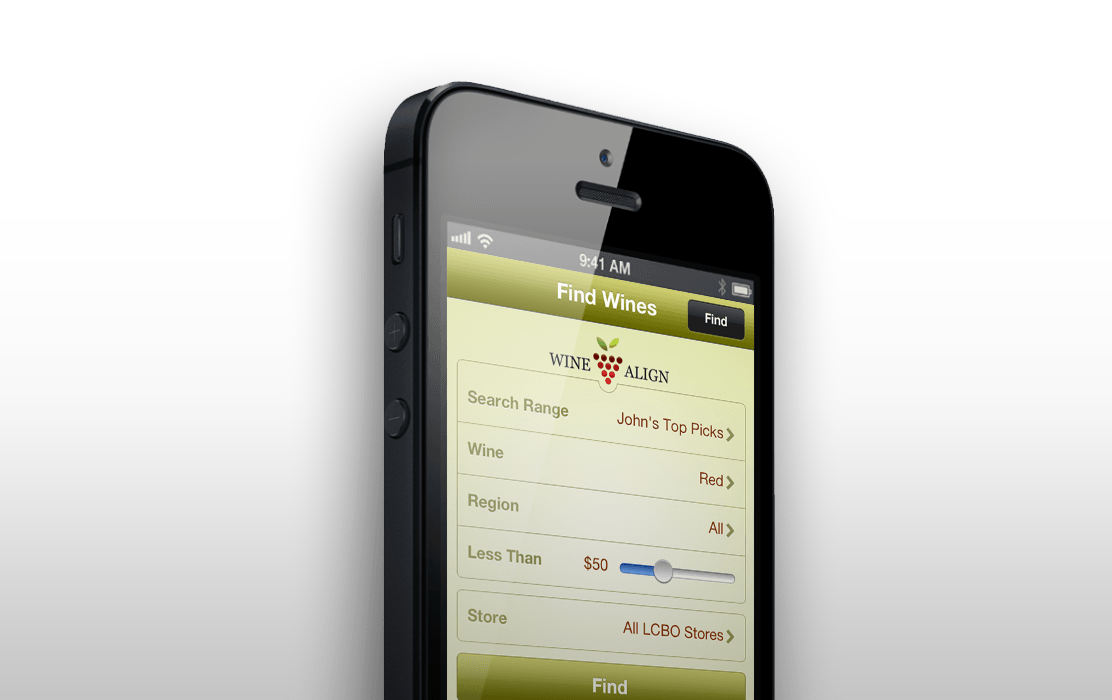 9:41 AM
Find Wines
Find
WINE ALIGN
Search Range John's Top Picks
Wine Red
Region All
Less Than $50
Store All LCBO Stores
Find